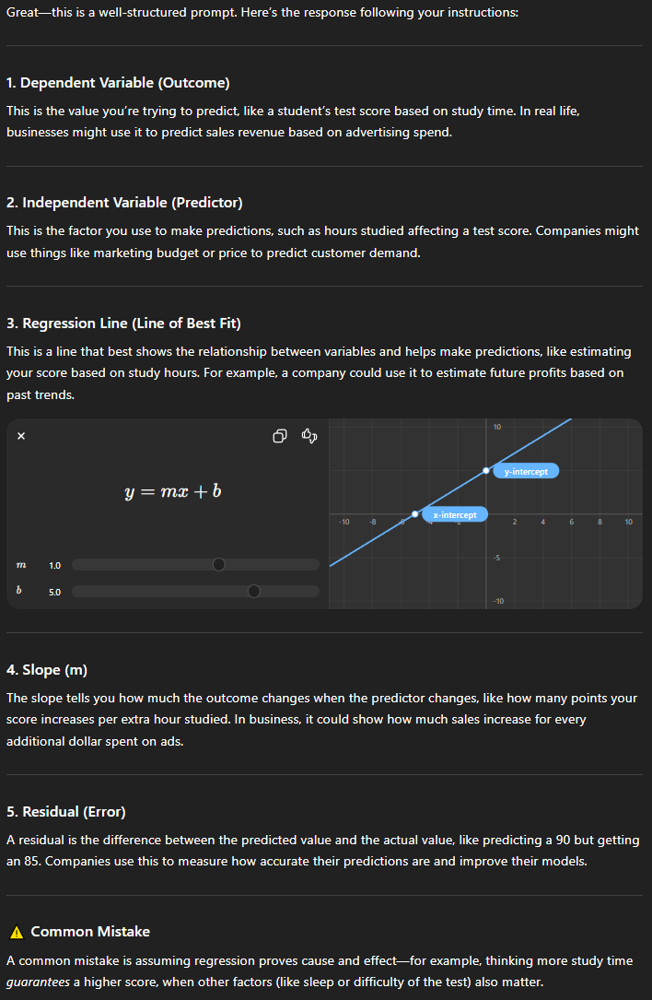 Great—this is a well-structured prompt. Here’s the response following your instructions:
1. Dependent Variable (Outcome)
This is the value you’re trying to predict, like a student’s test score based on study time. In real life,
businesses might use it to predict sales revenue based on advertising spend.
2. Independent Variable (Predictor)
This is the factor you use to make predictions, such as hours studied affecting a test score. Companies might
use things like marketing budget or price to predict customer demand.
3. Regression Line (Line of Best Fit)
This is a line that best shows the relationship between variables and helps make predictions, like estimating
your score based on study hours. For example, a company could use it to estimate future profits based on
past trends.
y = mx + b
m 1.0
b 5.0
10
y-intercept
x-intercept
-10 -8 -6 -4 -2 2 4 6 8 10
-5
-10
4. Slope (m)
The slope tells you how much the outcome changes when the predictor changes, like how many points your
score increases per extra hour studied. In business, it could show how much sales increase for every
additional dollar spent on ads.
5. Residual (Error)
A residual is the difference between the predicted value and the actual value, like predicting a 90 but getting
an 85. Companies use this to measure how accurate their predictions are and improve their models.
⚠️ Common Mistake
A common mistake is assuming regression proves cause and effect—for example, thinking more study time
guarantees a higher score, when other factors (like sleep or difficulty of the test) also matter.